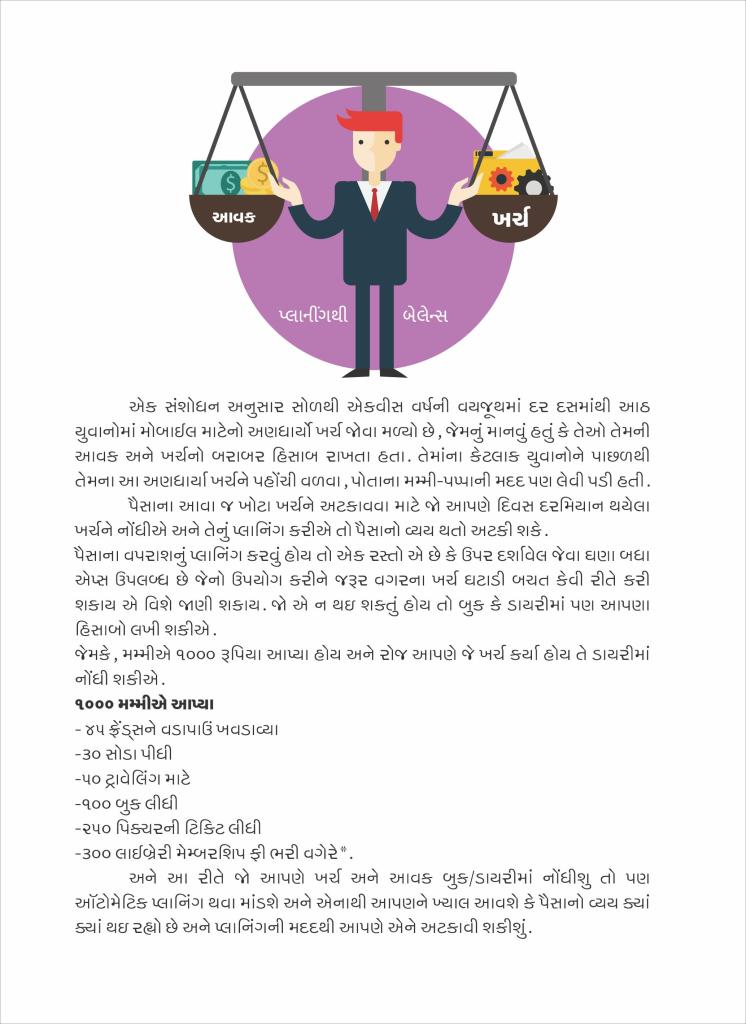 આવક
ખર્ચ
પ્લાનીંગથી બેલેન્સ
એક સંશોધન અનુસાર સોળથી એકવીસ વર્ષની વયજૂથમાં દર દસમાંથી આઠ
યુવાનોમાં મોબાઈલ માટેનો અણધાર્યો ખર્ચ જોવા મળ્યો છે, જેમનું માનવું હતું કે તેઓ તેમની
આવક અને ખર્ચનો બરાબર હિસાબ રાખતા હતા. તેમાંના કેટલાક યુવાનોને પાછળથી
તેમના આ અણધાર્યા ખર્ચને પહોંચી વળવા, પોતાના મમ્મી-પપ્પાની મદદ પણ લેવી પડી હતી.
પૈસાના આવા જ ખોટા ખર્ચને અટકાવવા માટે જો આપણે દિવસ દરમિયાન થયેલા
ખર્ચને નોંધીએ અને તેનું પ્લાનિંગ કરીએ તો પૈસાનો વ્યય થતો અટકી શકે.
પૈસાના વપરાશનું પ્લાનિંગ કરવું હોય તો એક રસ્તો એ છે કે ઉપર દર્શાવેલ જેવા ઘણા બધા
એપ્સ ઉપલબ્ધ છે જેનો ઉપયોગ કરીને જરૂર વગરના ખર્ચ ઘટાડી બચત કેવી રીતે કરી
શકાય એ વિશે જાણી શકાય. જો એ ન થઇ શકતું હોય તો બુક કે ડાયરીમાં પણ આપણા
હિસાબો લખી શકીએ.
જેમકે, મમ્મીએ ૧૦૦૦ રૂપિયા આપ્યા હોય અને રોજ આપણે જે ખર્ચ કર્યા હોય તે ડાયરીમાં
નોંધી શકીએ.
૧૦૦૦ મમ્મીએ આપ્યા
- ૪૫ ફ્રેંડ્સને વડાપાઉં ખવડાવ્યા
-૩૦ સોડા પીધી
-૫૦ ટ્રાવેલિંગ માટે
-૧૦૦ બુક લીધી
-૨૫૦ પિક્ચરની ટિકિટ લીધી
-૩૦૦ લાઈબ્રેરી મેમ્બરશિપ ફી ભરી વગેરે*.
અને આ રીતે જો આપણે ખર્ચ અને આવક બુક/ડાયરીમાં નોંધીશુ તો પણ
ઑટોમેટિક પ્લાનિંગ થવા માંડશે અને એનાથી આપણને ખ્યાલ આવશે કે પૈસાનો વ્યય ક્યાં
ક્યાં થઇ રહ્યો છે અને પ્લાનિંગની મદદથી આપણે એને અટકાવી શકીશું.